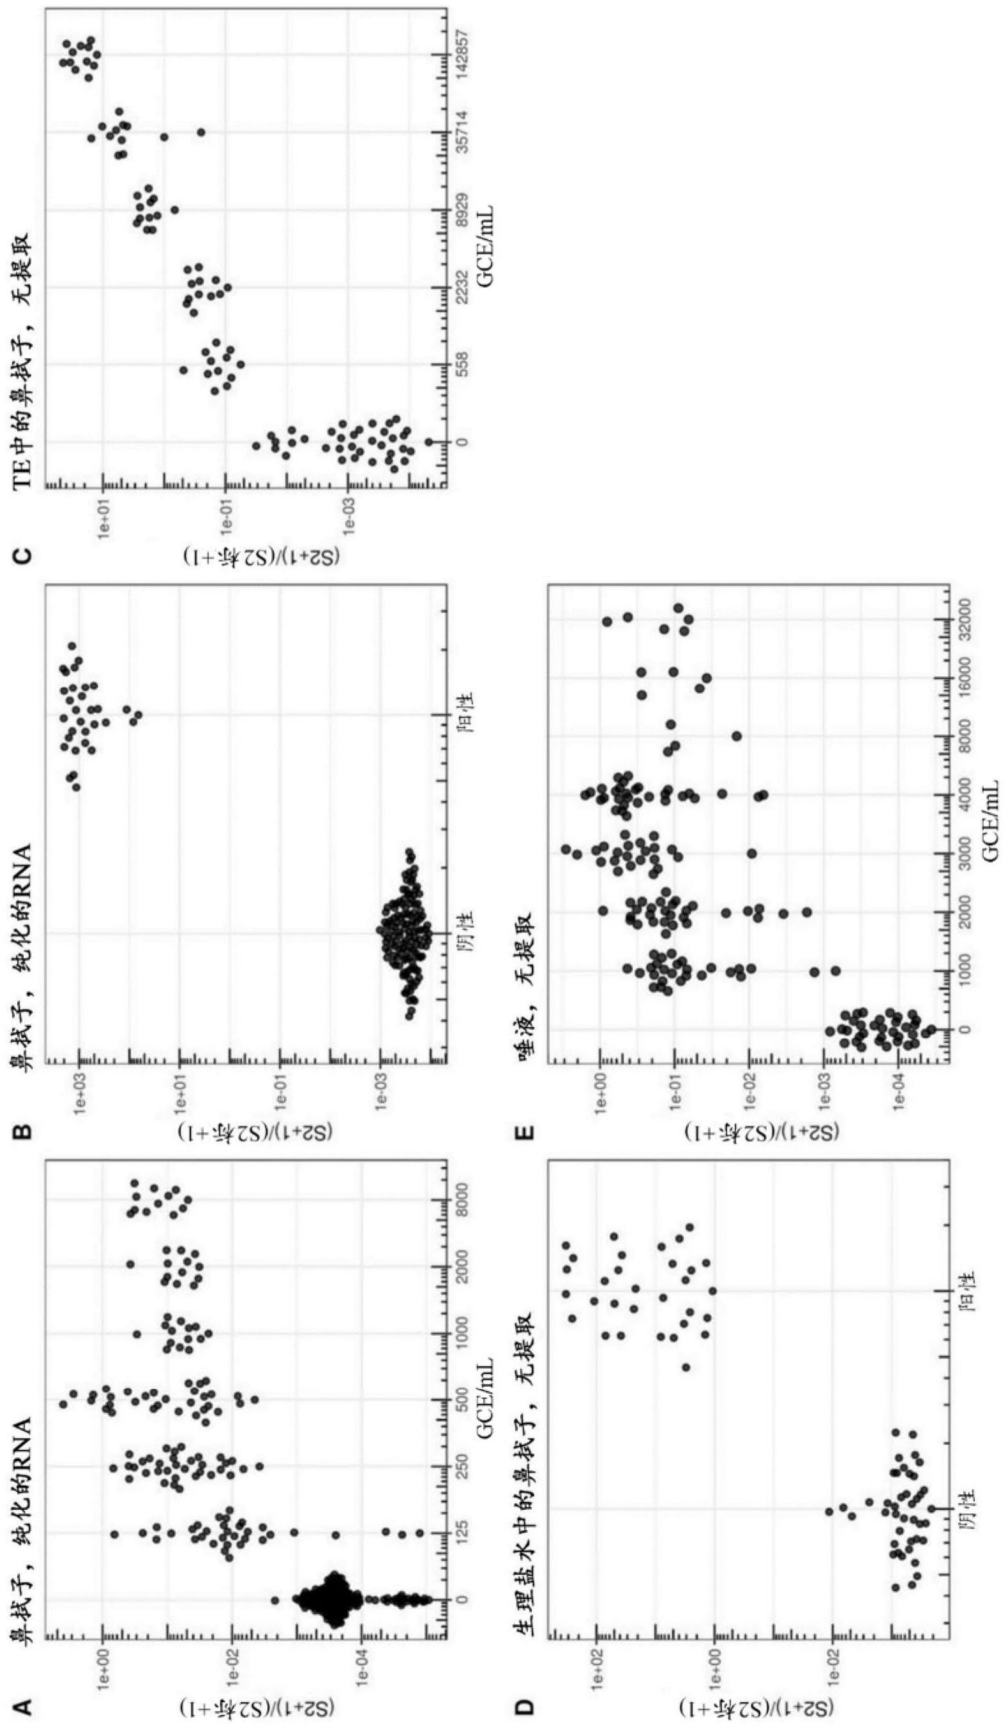 A
鼻拭子，纯化的RNA
(S2+1)/(S2标+1)
1e+00
1e-02
1e-04
0
125
250
500
1000
2000
8000
GCE/mL
B
鼻拭子，纯化的RNA
(S2+1)/(S2标+1)
1e+03
1e+01
1e-01
1e-03
阴性
阳性
C
TE中的鼻拭子，无提取
(S2+1)/(S2标+1)
1e+01
1e-01
1e-03
0
558
2232
8929
35714
142857
GCE/mL
D
生理盐水中的鼻拭子，无提取
(S2+1)/(S2标+1)
1e+02
1e+00
1e-02
阴性
阳性
E
唾液，无提取
(S2+1)/(S2标+1)
1e+00
1e-01
1e-02
1e-03
1e-04
0
1000
2000
3000
4000
8000
16000
32000
GCE/mL